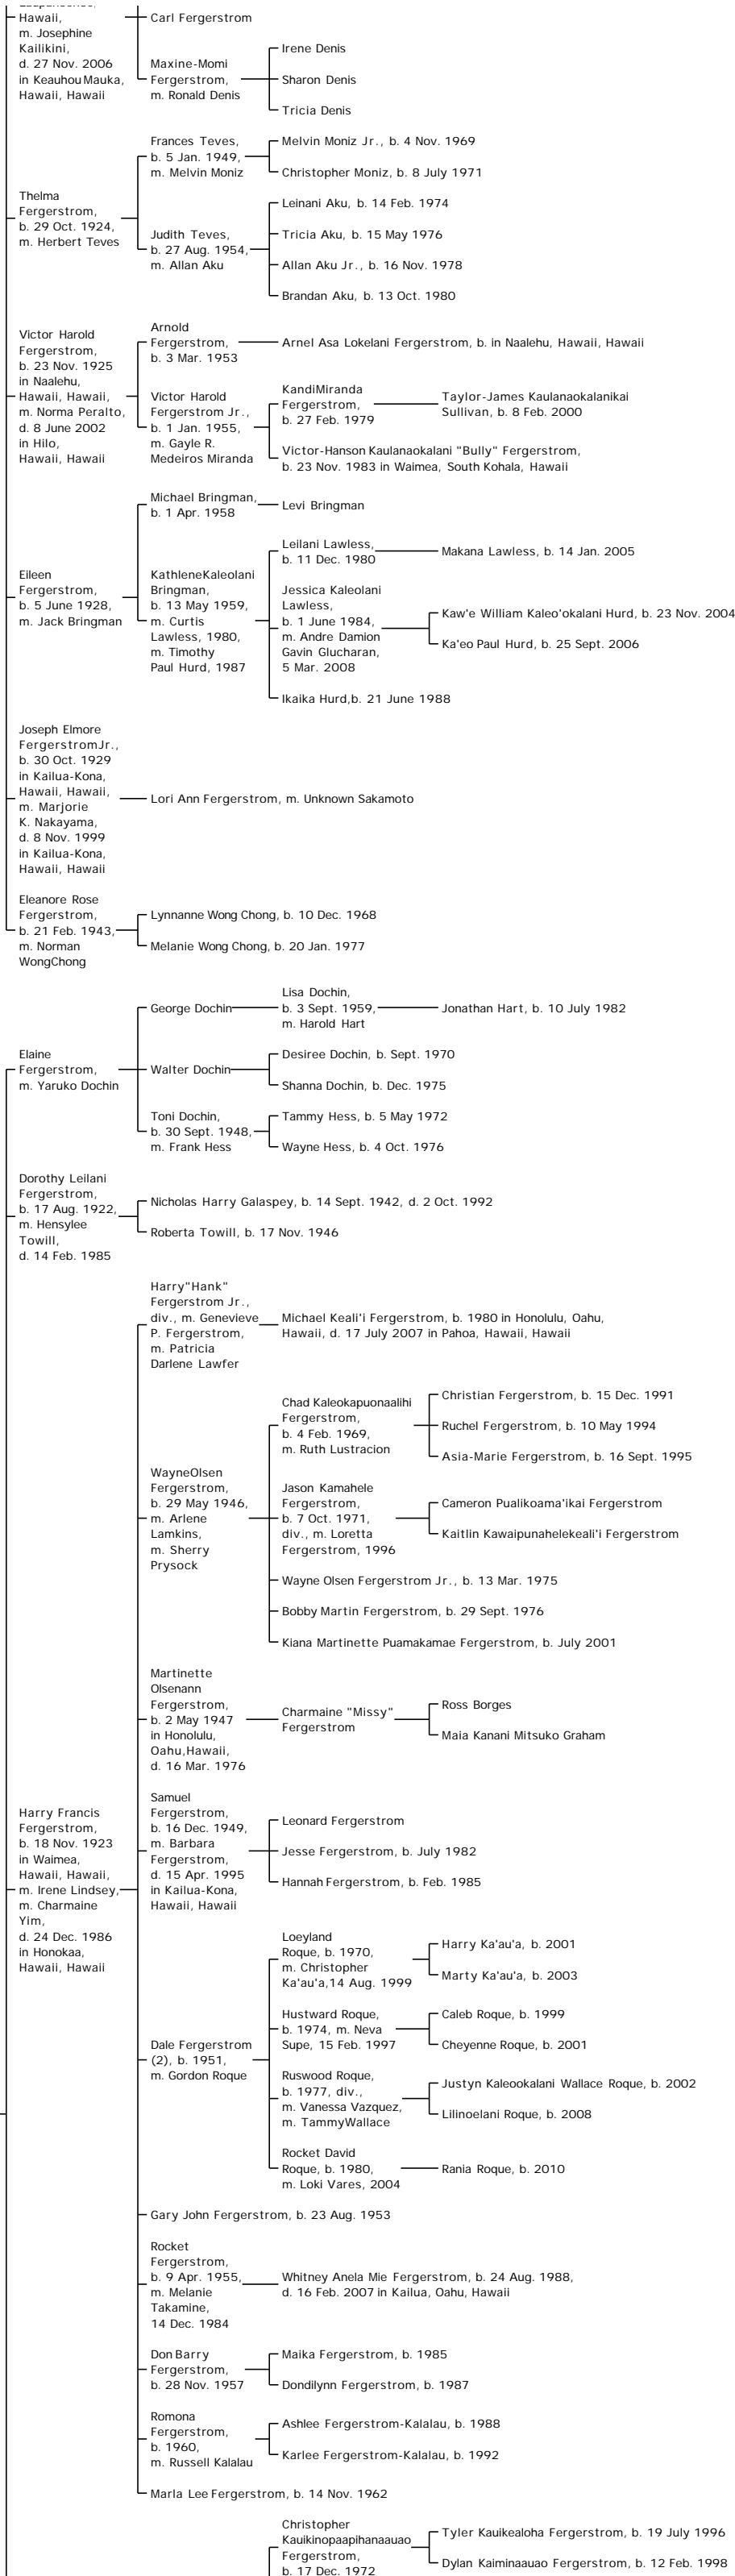 Hawaii,
m. Josephine
Kailikini,
d. 27 Nov. 2006
in Keauhou Mauka,
Hawaii, Hawaii
Carl Fergerstrom
Maxine-Momi
Fergerstrom,
m. Ronald Denis
Irene Denis
Sharon Denis
Tricia Denis
Thelma
Fergerstrom,
b. 29 Oct. 1924,
m. Herbert Teves
Frances Teves,
b. 5 Jan. 1949,
m. Melvin Moniz
Melvin Moniz Jr., b. 4 Nov. 1969
Christopher Moniz, b. 8 July 1971
Judith Teves,
b. 27 Aug. 1954,
m. Allan Aku
Leinani Aku, b. 14 Feb. 1974
Tricia Aku, b. 15 May 1976
Allan Aku Jr., b. 16 Nov. 1978
Brandan Aku, b. 13 Oct. 1980
Victor Harold
Fergerstrom,
b. 23 Nov. 1925
in Naalehu,
Hawaii, Hawaii,
m. Norma Peralto,
d. 8 June 2002
in Hilo,
Hawaii, Hawaii
Arnold
Fergerstrom,
b. 3 Mar. 1953
Arnel Asa Lokelani Fergerstrom, b. in Naalehu, Hawaii, Hawaii
Victor Harold
Fergerstrom Jr.,
b. 1 Jan. 1955,
m. Gayle R.
Medeiros Miranda
KandiMiranda
Fergerstrom,
b. 27 Feb. 1979
Taylor-James Kaulanaokalanikai
Sullivan, b. 8 Feb. 2000
Victor-Hanson Kaulanaokalani "Bully" Fergerstrom,
b. 23 Nov. 1983 in Waimea, South Kohala, Hawaii
Eileen
Fergerstrom,
b. 5 June 1928,
m. Jack Bringman
Michael Bringman,
b. 1 Apr. 1958
Levi Bringman
KathleneKaleolani
Bringman,
b. 13 May 1959,
m. Curtis
Lawless, 1980,
m. Timothy
Paul Hurd, 1987
Leilani Lawless,
b. 11 Dec. 1980
Makana Lawless, b. 14 Jan. 2005
Jessica Kaleolani
Lawless,
b. 1 June 1984,
m. Andre Damion
Gavin Glucharan,
5 Mar. 2008
Kaw'e William Kaleo'okalani Hurd, b. 23 Nov. 2004
Ka'eo Paul Hurd, b. 25 Sept. 2006
Ikaika Hurd,b. 21 June 1988
Joseph Elmore
FergerstromJr.,
b. 30 Oct. 1929
in Kailua-Kona,
Hawaii, Hawaii,
m. Marjorie
K. Nakayama,
d. 8 Nov. 1999
in Kailua-Kona,
Hawaii, Hawaii
Lori Ann Fergerstrom, m. Unknown Sakamoto
Eleanore Rose
Fergerstrom,
b. 21 Feb. 1943,
m. Norman
WongChong
Lynnanne Wong Chong, b. 10 Dec. 1968
Melanie Wong Chong, b. 20 Jan. 1977
Elaine
Fergerstrom,
m. Yaruko Dochin
George Dochin
Lisa Dochin,
b. 3 Sept. 1959,
m. Harold Hart
Jonathan Hart, b. 10 July 1982
Walter Dochin
Desiree Dochin, b. Sept. 1970
Shanna Dochin, b. Dec. 1975
Toni Dochin,
b. 30 Sept. 1948,
m. Frank Hess
Tammy Hess, b. 5 May 1972
Wayne Hess, b. 4 Oct. 1976
Dorothy Leilani
Fergerstrom,
b. 17 Aug. 1922,
m. Hensylee
Towill,
d. 14 Feb. 1985
Nicholas Harry Galaspey, b. 14 Sept. 1942, d. 2 Oct. 1992
Roberta Towill, b. 17 Nov. 1946
Harry Francis
Fergerstrom,
b. 18 Nov. 1923
in Waimea,
Hawaii, Hawaii,
m. Irene Lindsey,
m. Charmaine
Yim,
d. 24 Dec. 1986
in Honokaa,
Hawaii, Hawaii
Harry"Hank"
Fergerstrom Jr.,
div., m. Genevieve
P. Fergerstrom,
m. Patricia
Darlene Lawfer
Michael Keali'i Fergerstrom, b. 1980 in Honolulu, Oahu,
Hawaii, d. 17 July 2007 in Pahoa, Hawaii, Hawaii
WayneOlsen
Fergerstrom,
b. 29 May 1946,
m. Arlene
Lamkins,
m. Sherry
Prysock
Chad Kaleokapuonaalihi
Fergerstrom,
b. 4 Feb. 1969,
m. Ruth Lustracion
Christian Fergerstrom, b. 15 Dec. 1991
Ruchel Fergerstrom, b. 10 May 1994
Asia-Marie Fergerstrom, b. 16 Sept. 1995
Jason Kamahele
Fergerstrom,
b. 7 Oct. 1971,
div., m. Loretta
Fergerstrom, 1996
Cameron Pualikoama'ikai Fergerstrom
Kaitlin Kawaipunahelekeali'i Fergerstrom
Wayne Olsen Fergerstrom Jr., b. 13 Mar. 1975
Bobby Martin Fergerstrom, b. 29 Sept. 1976
Kiana Martinette Puamakamae Fergerstrom, b. July 2001
Martinette
Olsenann
Fergerstrom,
b. 2 May 1947
in Honolulu,
Oahu,Hawaii,
d. 16 Mar. 1976
Charmaine "Missy"
Fergerstrom
Ross Borges
Maia Kanani Mitsuko Graham
Samuel
Fergerstrom,
b. 16 Dec. 1949,
m. Barbara
Fergerstrom,
d. 15 Apr. 1995
in Kailua-Kona,
Hawaii, Hawaii
Leonard Fergerstrom
Jesse Fergerstrom, b. July 1982
Hannah Fergerstrom, b. Feb. 1985
Dale Fergerstrom
(2), b. 1951,
m. Gordon Roque
Loeyland
Roque, b. 1970,
m. Christopher
Ka'au'a,14 Aug. 1999
Harry Ka'au'a, b. 2001
Marty Ka'au'a, b. 2003
Hustward Roque,
b. 1974, m. Neva
Supe, 15 Feb. 1997
Caleb Roque, b. 1999
Cheyenne Roque, b. 2001
Ruswood Roque,
b. 1977, div.,
m. Vanessa Vazquez,
m. TammyWallace
Justyn Kaleookalani Wallace Roque, b. 2002
Lilinoelani Roque, b. 2008
Rocket David
Roque, b. 1980,
m. Loki Vares, 2004
Rania Roque, b. 2010
Gary John Fergerstrom, b. 23 Aug. 1953
Rocket
Fergerstrom,
b. 9 Apr. 1955,
m. Melanie
Takamine,
14 Dec. 1984
Whitney Anela Mie Fergerstrom, b. 24 Aug. 1988,
d. 16 Feb. 2007 in Kailua, Oahu, Hawaii
Don Barry
Fergerstrom,
b. 28 Nov. 1957
Maika Fergerstrom, b. 1985
Dondilynn Fergerstrom, b. 1987
Romona
Fergerstrom,
b. 1960,
m. Russell Kalalau
Ashlee Fergerstrom-Kalalau, b. 1988
Karlee Fergerstrom-Kalalau, b. 1992
Marla Lee Fergerstrom, b. 14 Nov. 1962
Christopher
Kauikinopaapihanaauao
Fergerstrom,
b. 17 Dec. 1972
Tyler Kauikealoha Fergerstrom, b. 19 July 1996
Dylan Kaiminaauao Fergerstrom, b. 12 Feb. 1998